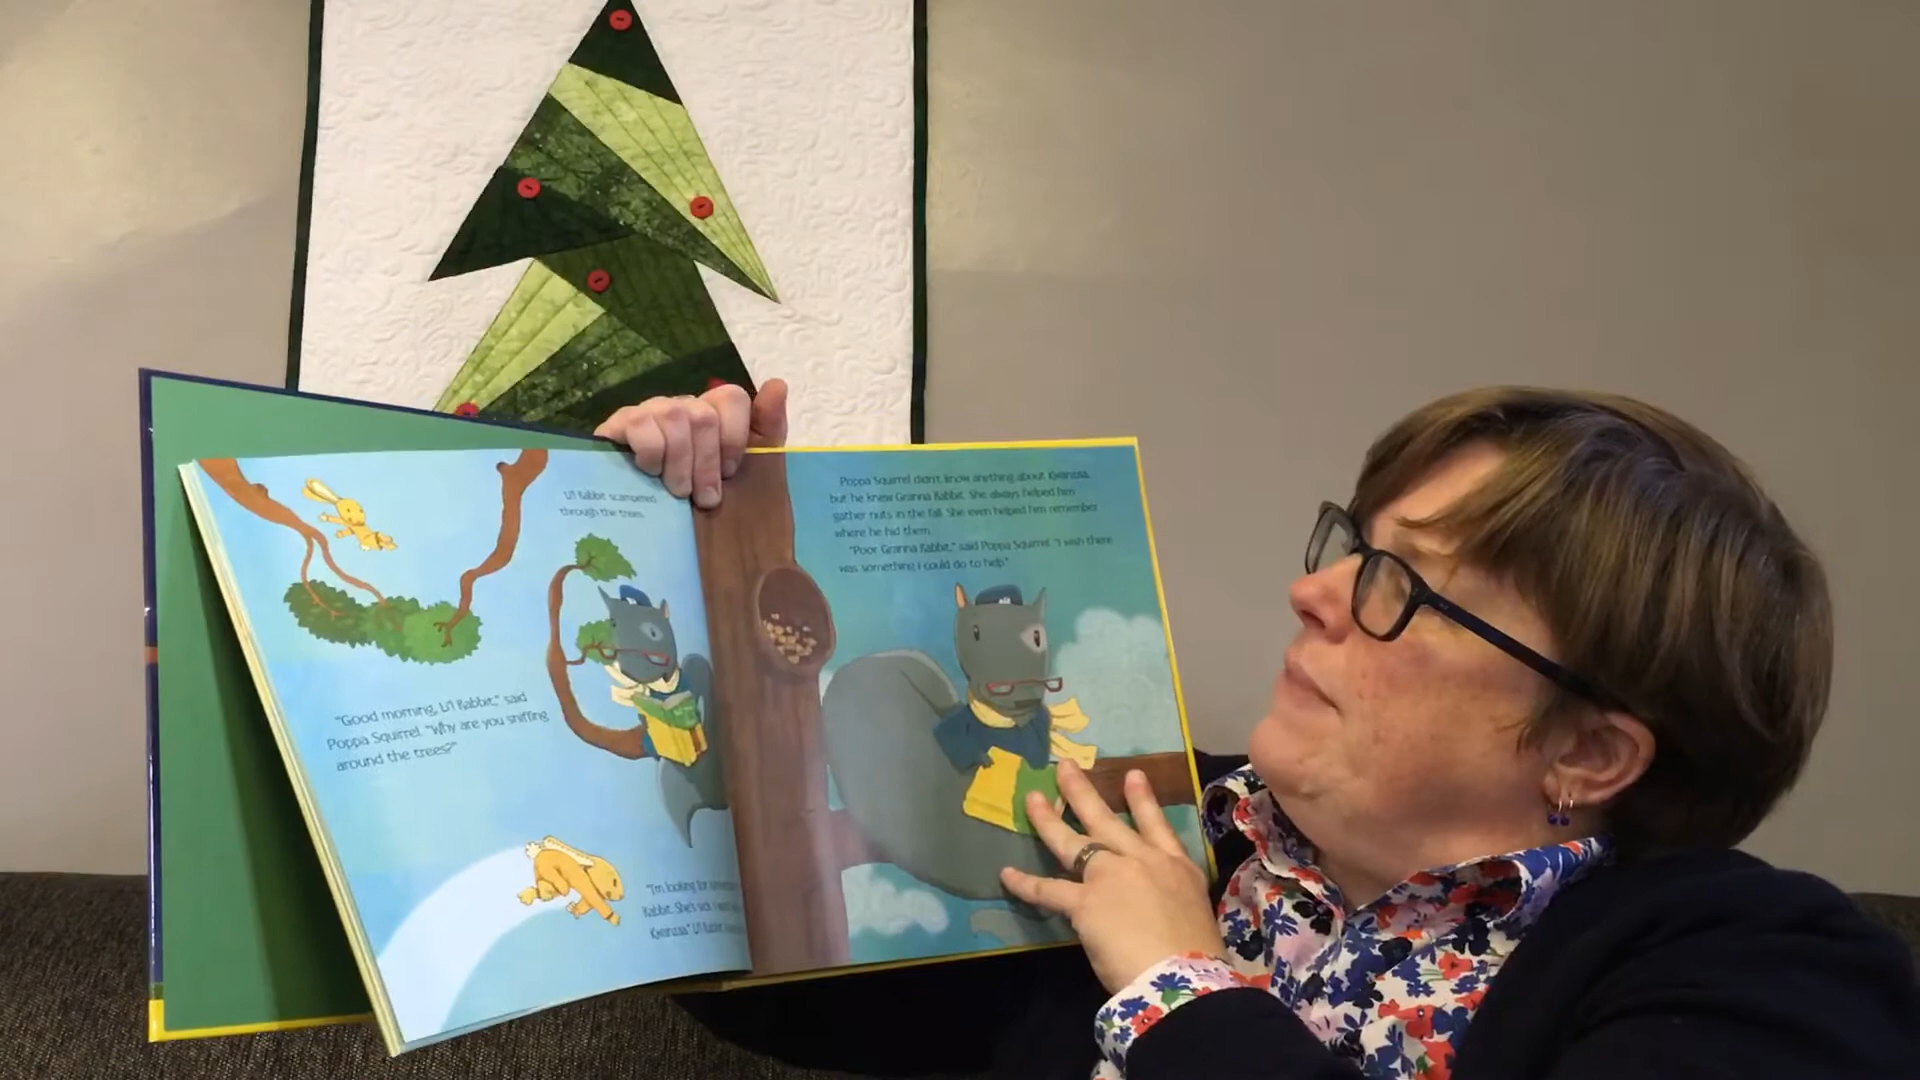 Li'l Rabbit scampered
through the trees.
"Good morning, Li'l Rabbit," said
Poppa Squirrel. "Why are you sniffing
around the trees?"
"I'm looking for
Rabbit. She's sick
Kwanzaa." Li'l Rabbit
Poppa Squirrel didn't know anything about Kwanzaa,
but he knew Granna Rabbit. She always helped him
gather nuts in the fall. She even helped him remember
where he hid them.
"Poor Granna Rabbit," said Poppa Squirrel. "I wish there
was something I could do to help."